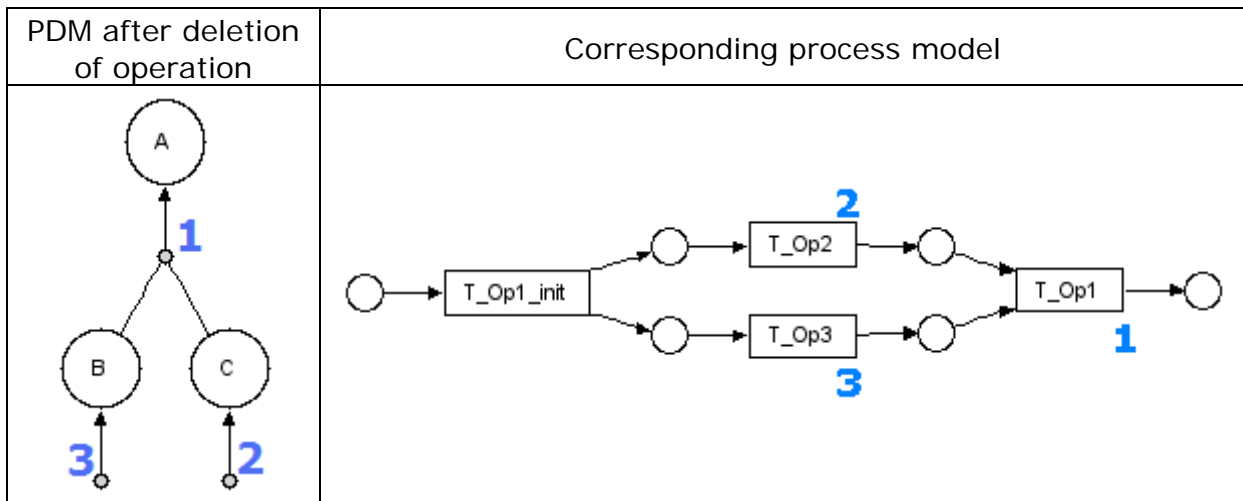 PDM after deletion
of operation
Corresponding process model
A
1
B
C
3
2
2
T_Op2
T_Op1_init
T_Op1
1
T_Op3
3